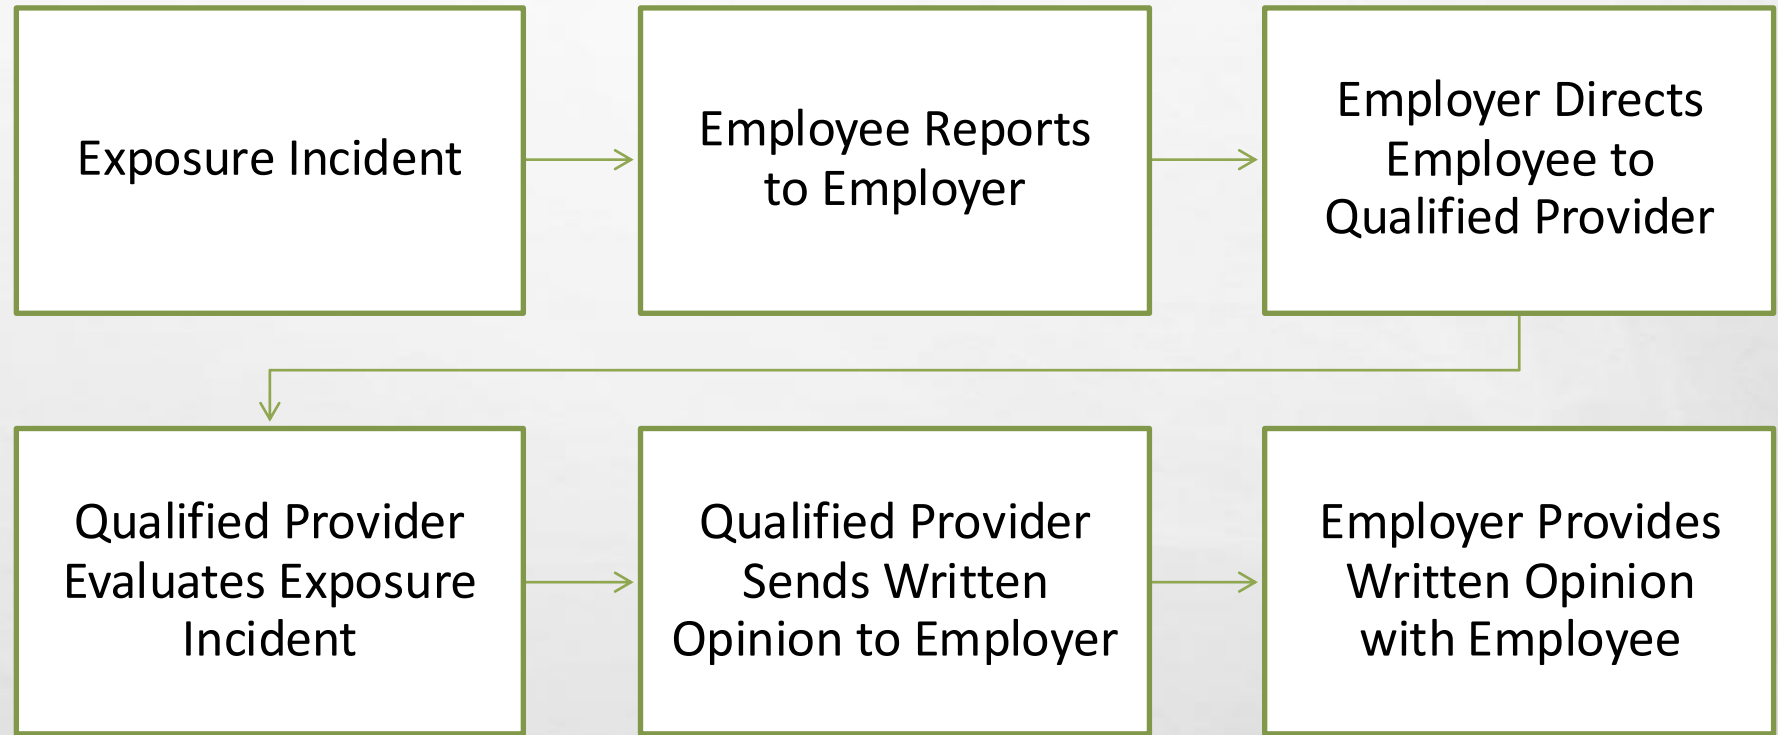 Exposure Incident
Employee Reports
to Employer
Employer Directs
Employee to
Qualified Provider
Qualified Provider
Evaluates Exposure
Incident
Qualified Provider
Sends Written
Opinion to Employer
Employer Provides
Written Opinion
with Employee